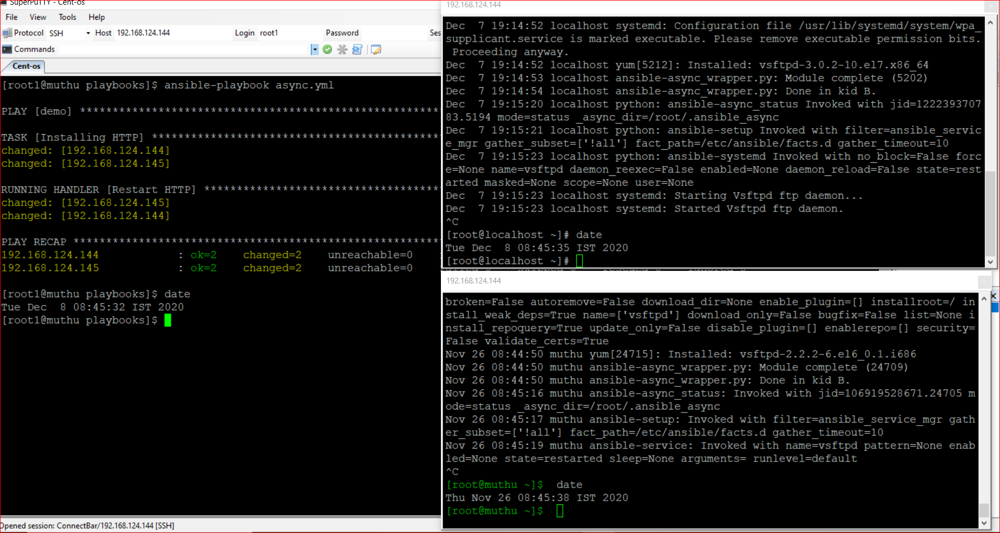 SuperPuTTY - Cent-os
File View Tools Help
Protocol SSH Host 192.168.124.144 Login root1 Password
Commands
Cent-os
[root1@muthu playbooks]$ ansible-playbook async.yml
PLAY [demo] *******************************************************
TASK [Installing HTTP] ********************************************
changed: [192.168.124.144]
changed: [192.168.124.145]
RUNNING HANDLER [Restart HTTP] ************************************
changed: [192.168.124.145]
changed: [192.168.124.144]
PLAY RECAP ********************************************************
192.168.124.144 : ok=2 changed=2 unreachable=0
192.168.124.145 : ok=2 changed=2 unreachable=0
[root1@muthu playbooks]$ date
Tue Dec  8 08:45:32 IST 2020
[root1@muthu playbooks]$
Opened session: ConnectBar/192.168.124.144 [SSH]
192.168.124.144
Dec  7 19:14:52 localhost systemd: Configuration file /usr/lib/systemd/system/wpa_
supplicant.service is marked executable. Please remove executable permission bits.
 Proceeding anyway.
Dec  7 19:14:52 localhost yum[5212]: Installed: vsftpd-3.0.2-10.el7.x86_64
Dec  7 19:14:53 localhost ansible-async_wrapper.py: Module complete (5202)
Dec  7 19:14:54 localhost ansible-async_wrapper.py: Done in kid B.
Dec  7 19:15:20 localhost python: ansible-async_status Invoked with jid=1222393707
83.5194 mode=status _async_dir=/root/.ansible_async
Dec  7 19:15:21 localhost python: ansible-setup Invoked with filter=ansible_servic
e_mgr gather_subset=['!all'] fact_path=/etc/ansible/facts.d gather_timeout=10
Dec  7 19:15:23 localhost python: ansible-systemd Invoked with no_block=False forc
e=None name=vsftpd daemon_reexec=False enabled=None daemon_reload=False state=rest
arted masked=None scope=None user=None
Dec  7 19:15:23 localhost systemd: Starting Vsftpd ftp daemon...
Dec  7 19:15:23 localhost systemd: Started Vsftpd ftp daemon.
^C
[root@localhost ~]# date
Tue Dec  8 08:45:35 IST 2020
[root@localhost ~]#
192.168.124.144
broken=False autoremove=False download_dir=None enable_plugin=[] installroot=/ in
stall_weak_deps=True name=['vsftpd'] download_only=False bugfix=False list=None i
nstall_repoquery=True update_only=False disable_plugin=[] enablerepo=[] security=
False validate_certs=True
Nov 26 08:44:50 muthu yum[24715]: Installed: vsftpd-2.2.2-6.el6_0.1.i686
Nov 26 08:44:50 muthu ansible-async_wrapper.py: Module complete (24709)
Nov 26 08:44:50 muthu ansible-async_wrapper.py: Done in kid B.
Nov 26 08:45:16 muthu ansible-async_status: Invoked with jid=106919528671.24705 m
ode=status _async_dir=/root/.ansible_async
Nov 26 08:45:17 muthu ansible-setup: Invoked with filter=ansible_service_mgr gath
er_subset=['!all'] fact_path=/etc/ansible/facts.d gather_timeout=10
Nov 26 08:45:19 muthu ansible-service: Invoked with name=vsftpd pattern=None enab
led=None state=restarted sleep=None arguments= runlevel=default
^C
[root@muthu ~]$  date
Thu Nov 26 08:45:38 IST 2020
[root@muthu ~]$